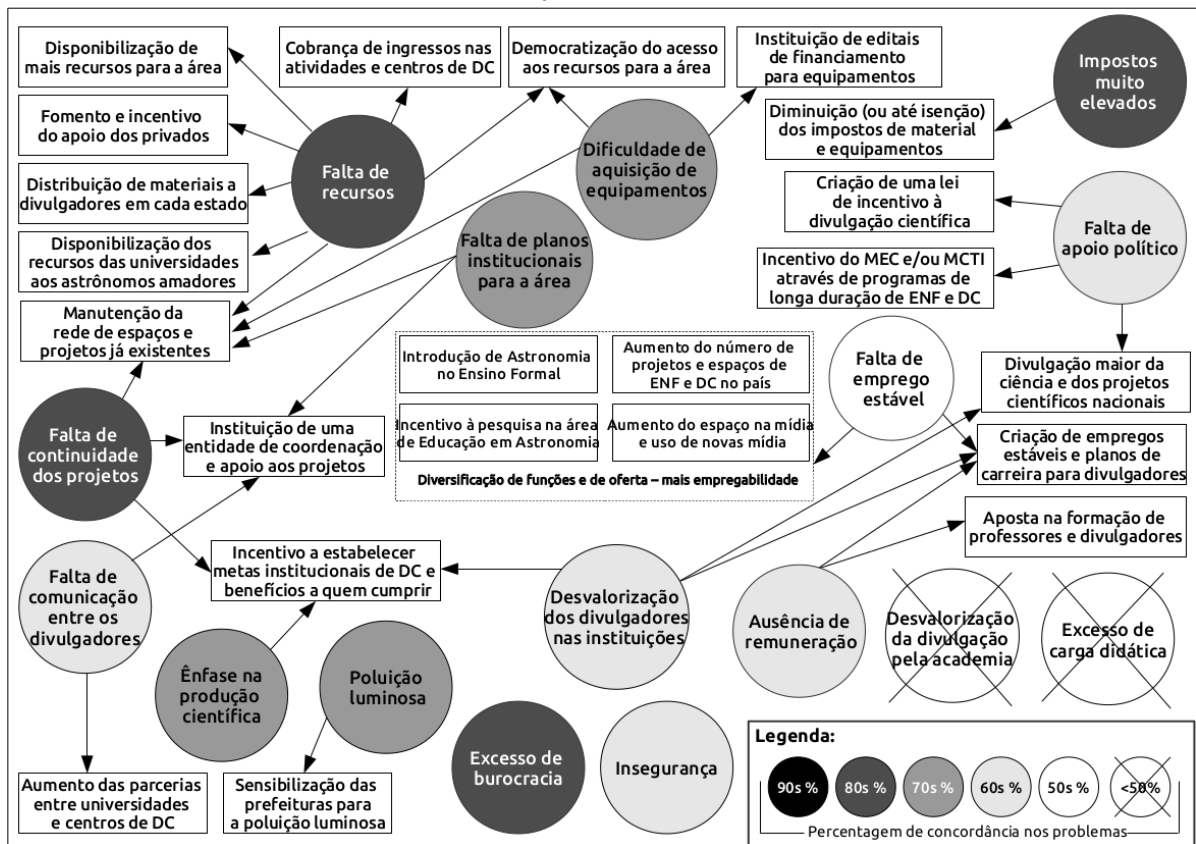 Disponibilização de
mais recursos para a área
Cobrança de ingressos nas
atividades e centros de DC
Democratização do acesso
aos recursos para a área
Instituição de editais
de financiamento
para equipamentos
Impostos
muito
elevados
Fomento e incentivo
do apoio dos privados
Diminuição (ou até isenção)
dos impostos de material
e equipamentos
Falta de
recursos
Dificuldade de
aquisição de
equipamentos
Distribuição de materiais a
divulgadores em cada estado
Criação de uma lei
de incentivo à
divulgação científica
Falta de
apoio político
Disponibilização dos
recursos das universidades
aos astrônomos amadores
Falta de planos
institucionais
para a área
Incentivo do MEC e/ou MCTI
através de programas de
longa duração de ENF e DC
Manutenção da
rede de espaços e
projetos já existentes
Introdução de Astronomia
no Ensino Formal
Aumento do número de
projetos e espaços de
ENF e DC no país
Falta de
emprego
estável
Divulgação maior da
ciência e dos projetos
científicos nacionais
Falta de
continuidade
dos projetos
Instituição de uma
entidade de coordenação
e apoio aos projetos
Incentivo à pesquisa na área
de Educação em Astronomia
Aumento do espaço na mídia
e uso de novas mídia
Diversificação de funções e de oferta – mais empregabilidade
Criação de empregos
estáveis e planos de
carreira para divulgadores
Aposta na formação de
professores e divulgadores
Falta de
comunicação
entre os
divulgadores
Incentivo a estabelecer
metas institucionais de DC e
benefícios a quem cumprir
Desvalorização
dos divulgadores
nas instituições
Ausência de
remuneração
Desvalorização
da divulgação
pela academia
Excesso de
carga didática
Ênfase na
produção
científica
Poluição
luminosa
Excesso de
burocracia
Insegurança
Aumento das parcerias
entre universidades
e centros de DC
Sensibilização das
prefeituras para
a poluição luminosa
Legenda:
90s %
80s %
70s %
60s %
50s %
<50%
Percentagem de concordância nos problemas